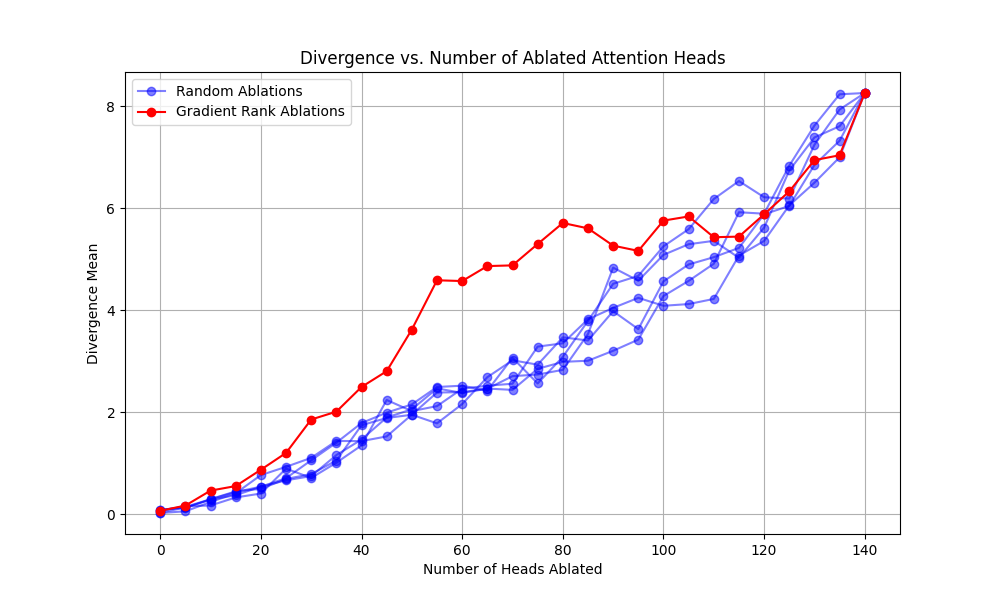 Divergence vs. Number of Ablated Attention Heads
Random Ablations
Gradient Rank Ablations
Divergence Mean
8
6
4
2
0
0 20 40 60 80 100 120 140
Number of Heads Ablated